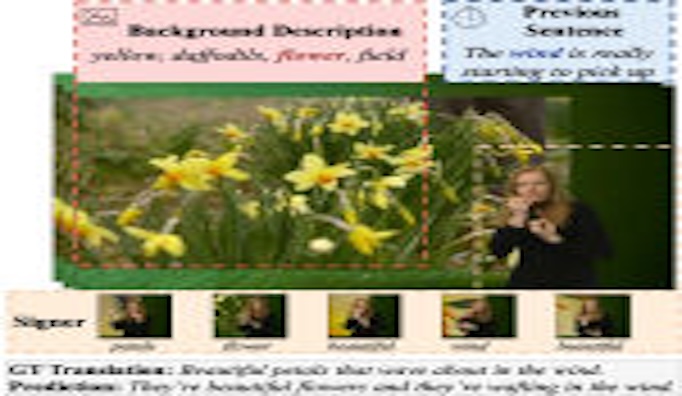 Background Description
yellow, daffodils, flower, field
Previous
Sentence
The wind is really
starting to pick up
Signer
petals
flower
beautiful
wind
beautiful
GT Translation: Beautiful petals that wave about in the wind.
Prediction: They're beautiful flowers and they're wafting in the wind.